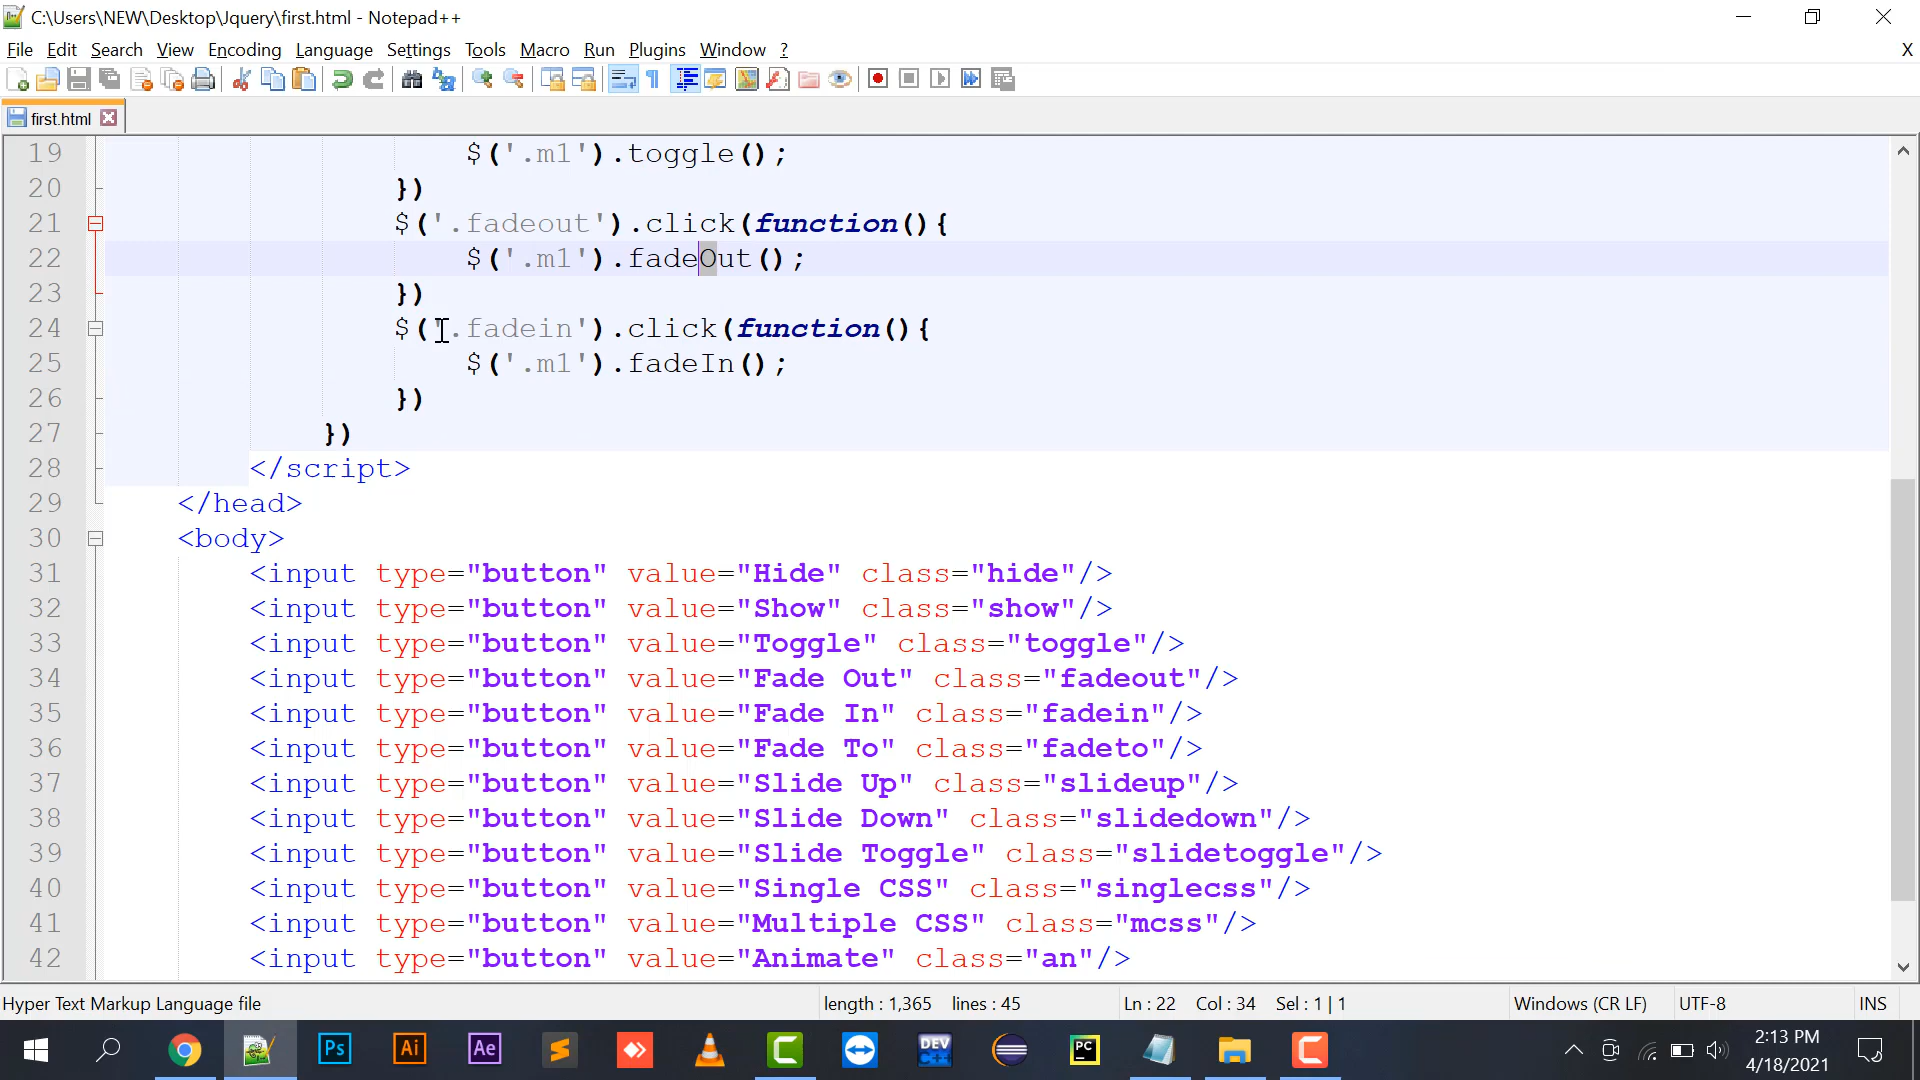 C:\Users\NEW\Desktop\Jquery\first.html - Notepad++
File Edit Search View Encoding Language Settings Tools Macro Run Plugins Window ? X
first.html
19 $('.m1').toggle();
20 })
21 $('.fadeout').click(function(){
22 $('.m1').fadeOut();
23 })
24 $('.fadein').click(function(){
25 $('.m1').fadeIn();
26 })
27 })
28 </script>
29 </head>
30 <body>
31 <input type="button" value="Hide" class="hide"/>
32 <input type="button" value="Show" class="show"/>
33 <input type="button" value="Toggle" class="toggle"/>
34 <input type="button" value="Fade Out" class="fadeout"/>
35 <input type="button" value="Fade In" class="fadein"/>
36 <input type="button" value="Fade To" class="fadeto"/>
37 <input type="button" value="Slide Up" class="slideup"/>
38 <input type="button" value="Slide Down" class="slidedown"/>
39 <input type="button" value="Slide Toggle" class="slidetoggle"/>
40 <input type="button" value="Single CSS" class="singlecss"/>
41 <input type="button" value="Multiple CSS" class="mcss"/>
42 <input type="button" value="Animate" class="an"/>
Hyper Text Markup Language file length : 1,365 lines : 45 Ln : 22 Col : 34 Sel : 1 | 1 Windows (CR LF) UTF-8 INS
Ps Ai Ae DEV C++ PC
2:13 PM
4/18/2021